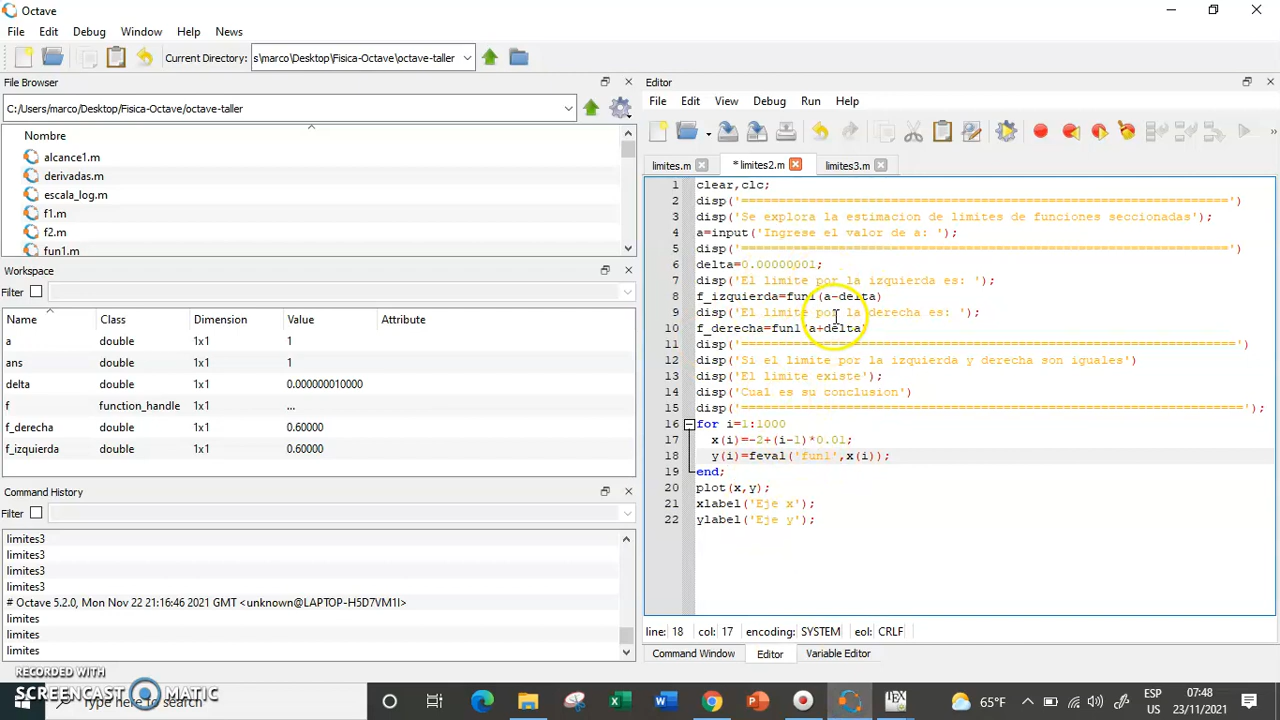 Octave
File Edit Debug Window Help News
Current Directory: s\marco\Desktop\Fisica-Octave\octave-taller
File Browser
C:/Users/marco/Desktop/Fisica-Octave/octave-taller
Nombre
alcance1.m
derivadas.m
escala_log.m
f1.m
f2.m
fun1.m
Workspace
Filter
Name Class Dimension Value Attribute
a double 1x1 1
ans double 1x1 1
delta double 1x1 0.000000010000
f function_handle 1x1 ...
f_derecha double 1x1 0.60000
f_izquierda double 1x1 0.60000
Command History
Filter
limites3
limites3
limites3
limites3
# Octave 5.2.0, Mon Nov 22 21:16:46 2021 GMT <unknown@LAPTOP-H5D7VM1I>
limites
limites
limites
Editor
File Edit View Debug Run Help
limites.m * limites2.m limites3.m
1 clear,clc;
2 disp('=============================================================')
3 disp('Se explora la estimacion de limites de funciones seccionadas');
4 a=input('Ingrese el valor de a: ');
5 disp('=============================================================')
6 delta=0.00000001;
7 disp('El limite por la izquierda es: ');
8 f_izquierda=fun1(a-delta)
9 disp('El limite por la derecha es: ');
10 f_derecha=fun1(a+delta)
11 disp('==============================================================')
12 disp('Si el limite por la izquierda y derecha son iguales')
13 disp('El limite existe');
14 disp('Cual es su conclusion')
15 disp('===============================================================');
16 for i=1:1000
17 x(i)=-2+(i-1)*0.01;
18 y(i)=feval('fun1',x(i));
19 end;
20 plot(x,y);
21 xlabel('Eje x');
22 ylabel('Eje y');
line: 18 col: 17 encoding: SYSTEM eol: CRLF
Command Window Editor Variable Editor
RECORDED WITH
SCREENCAST MATIC
Type here to search
65°F
ESP
US
07:48
23/11/2021